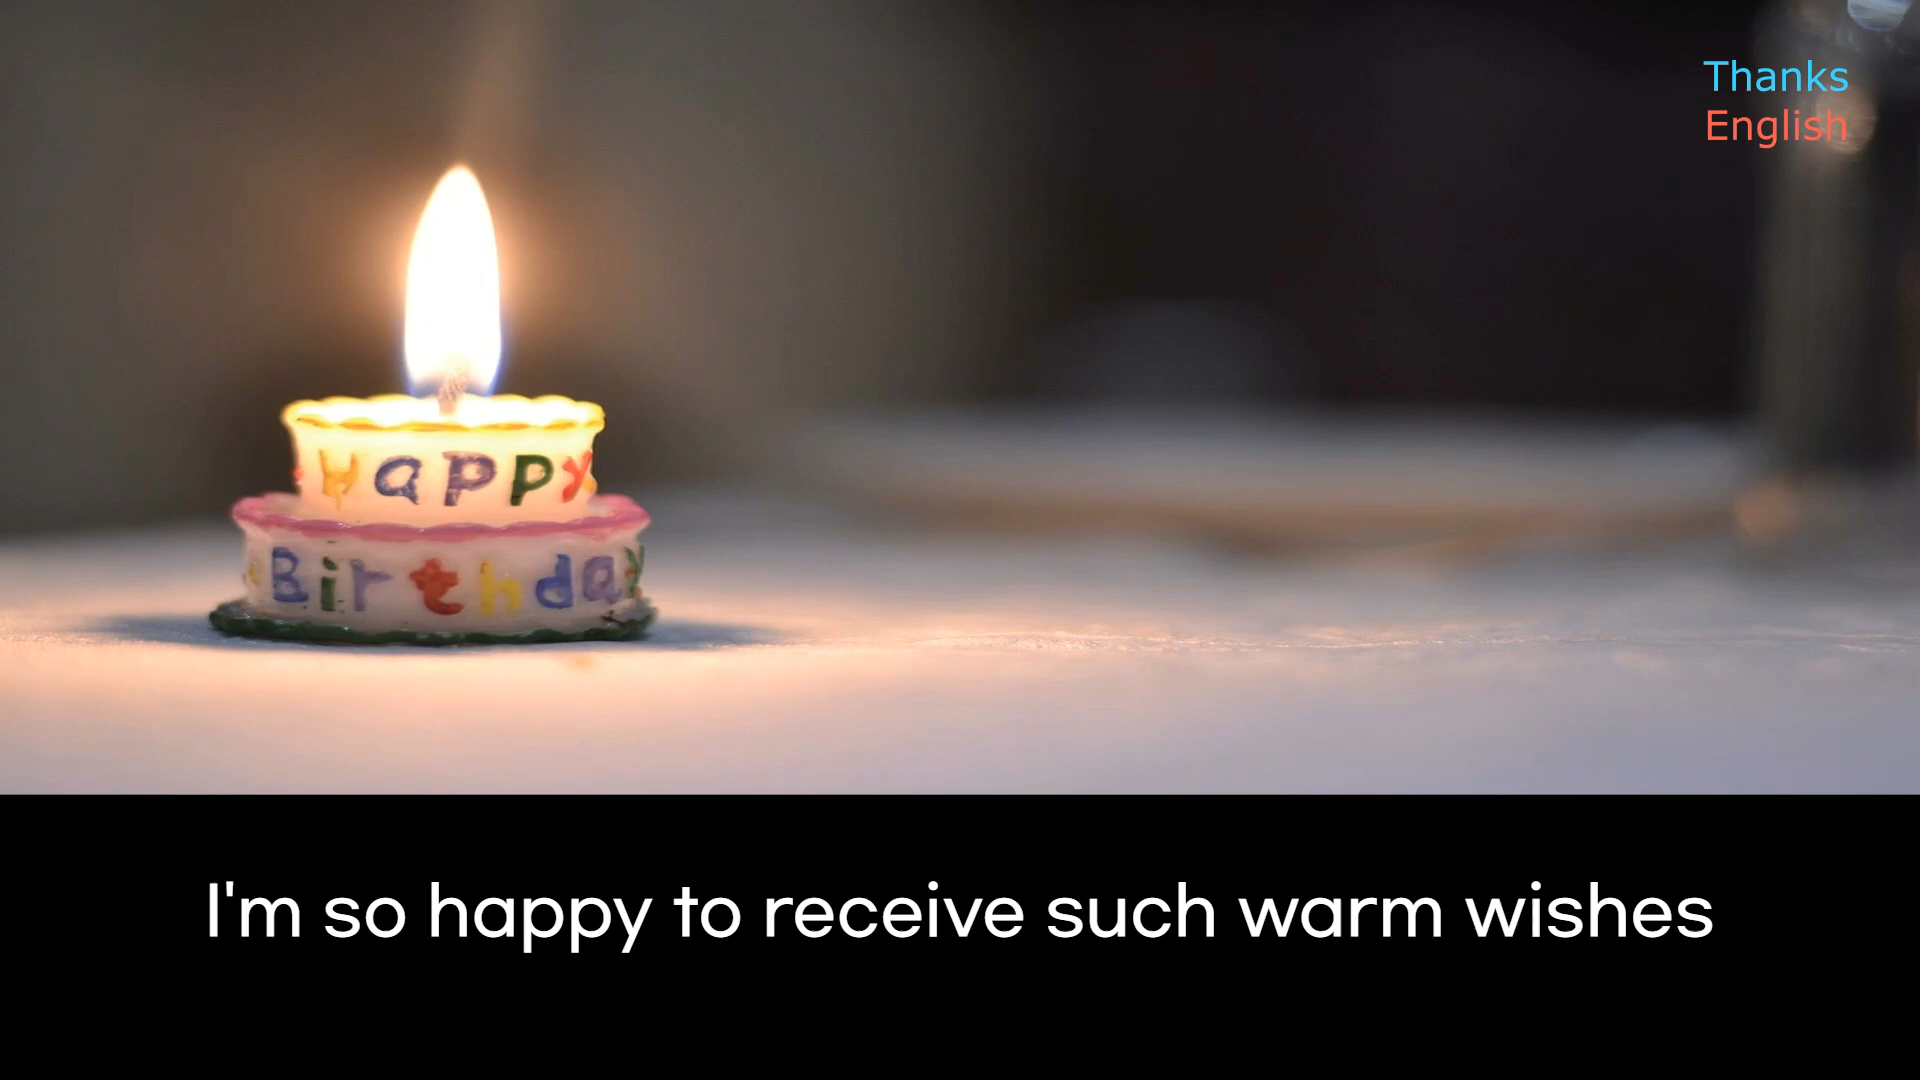 Thanks
English
Happy
Birthday
I'm so happy to receive such warm wishes